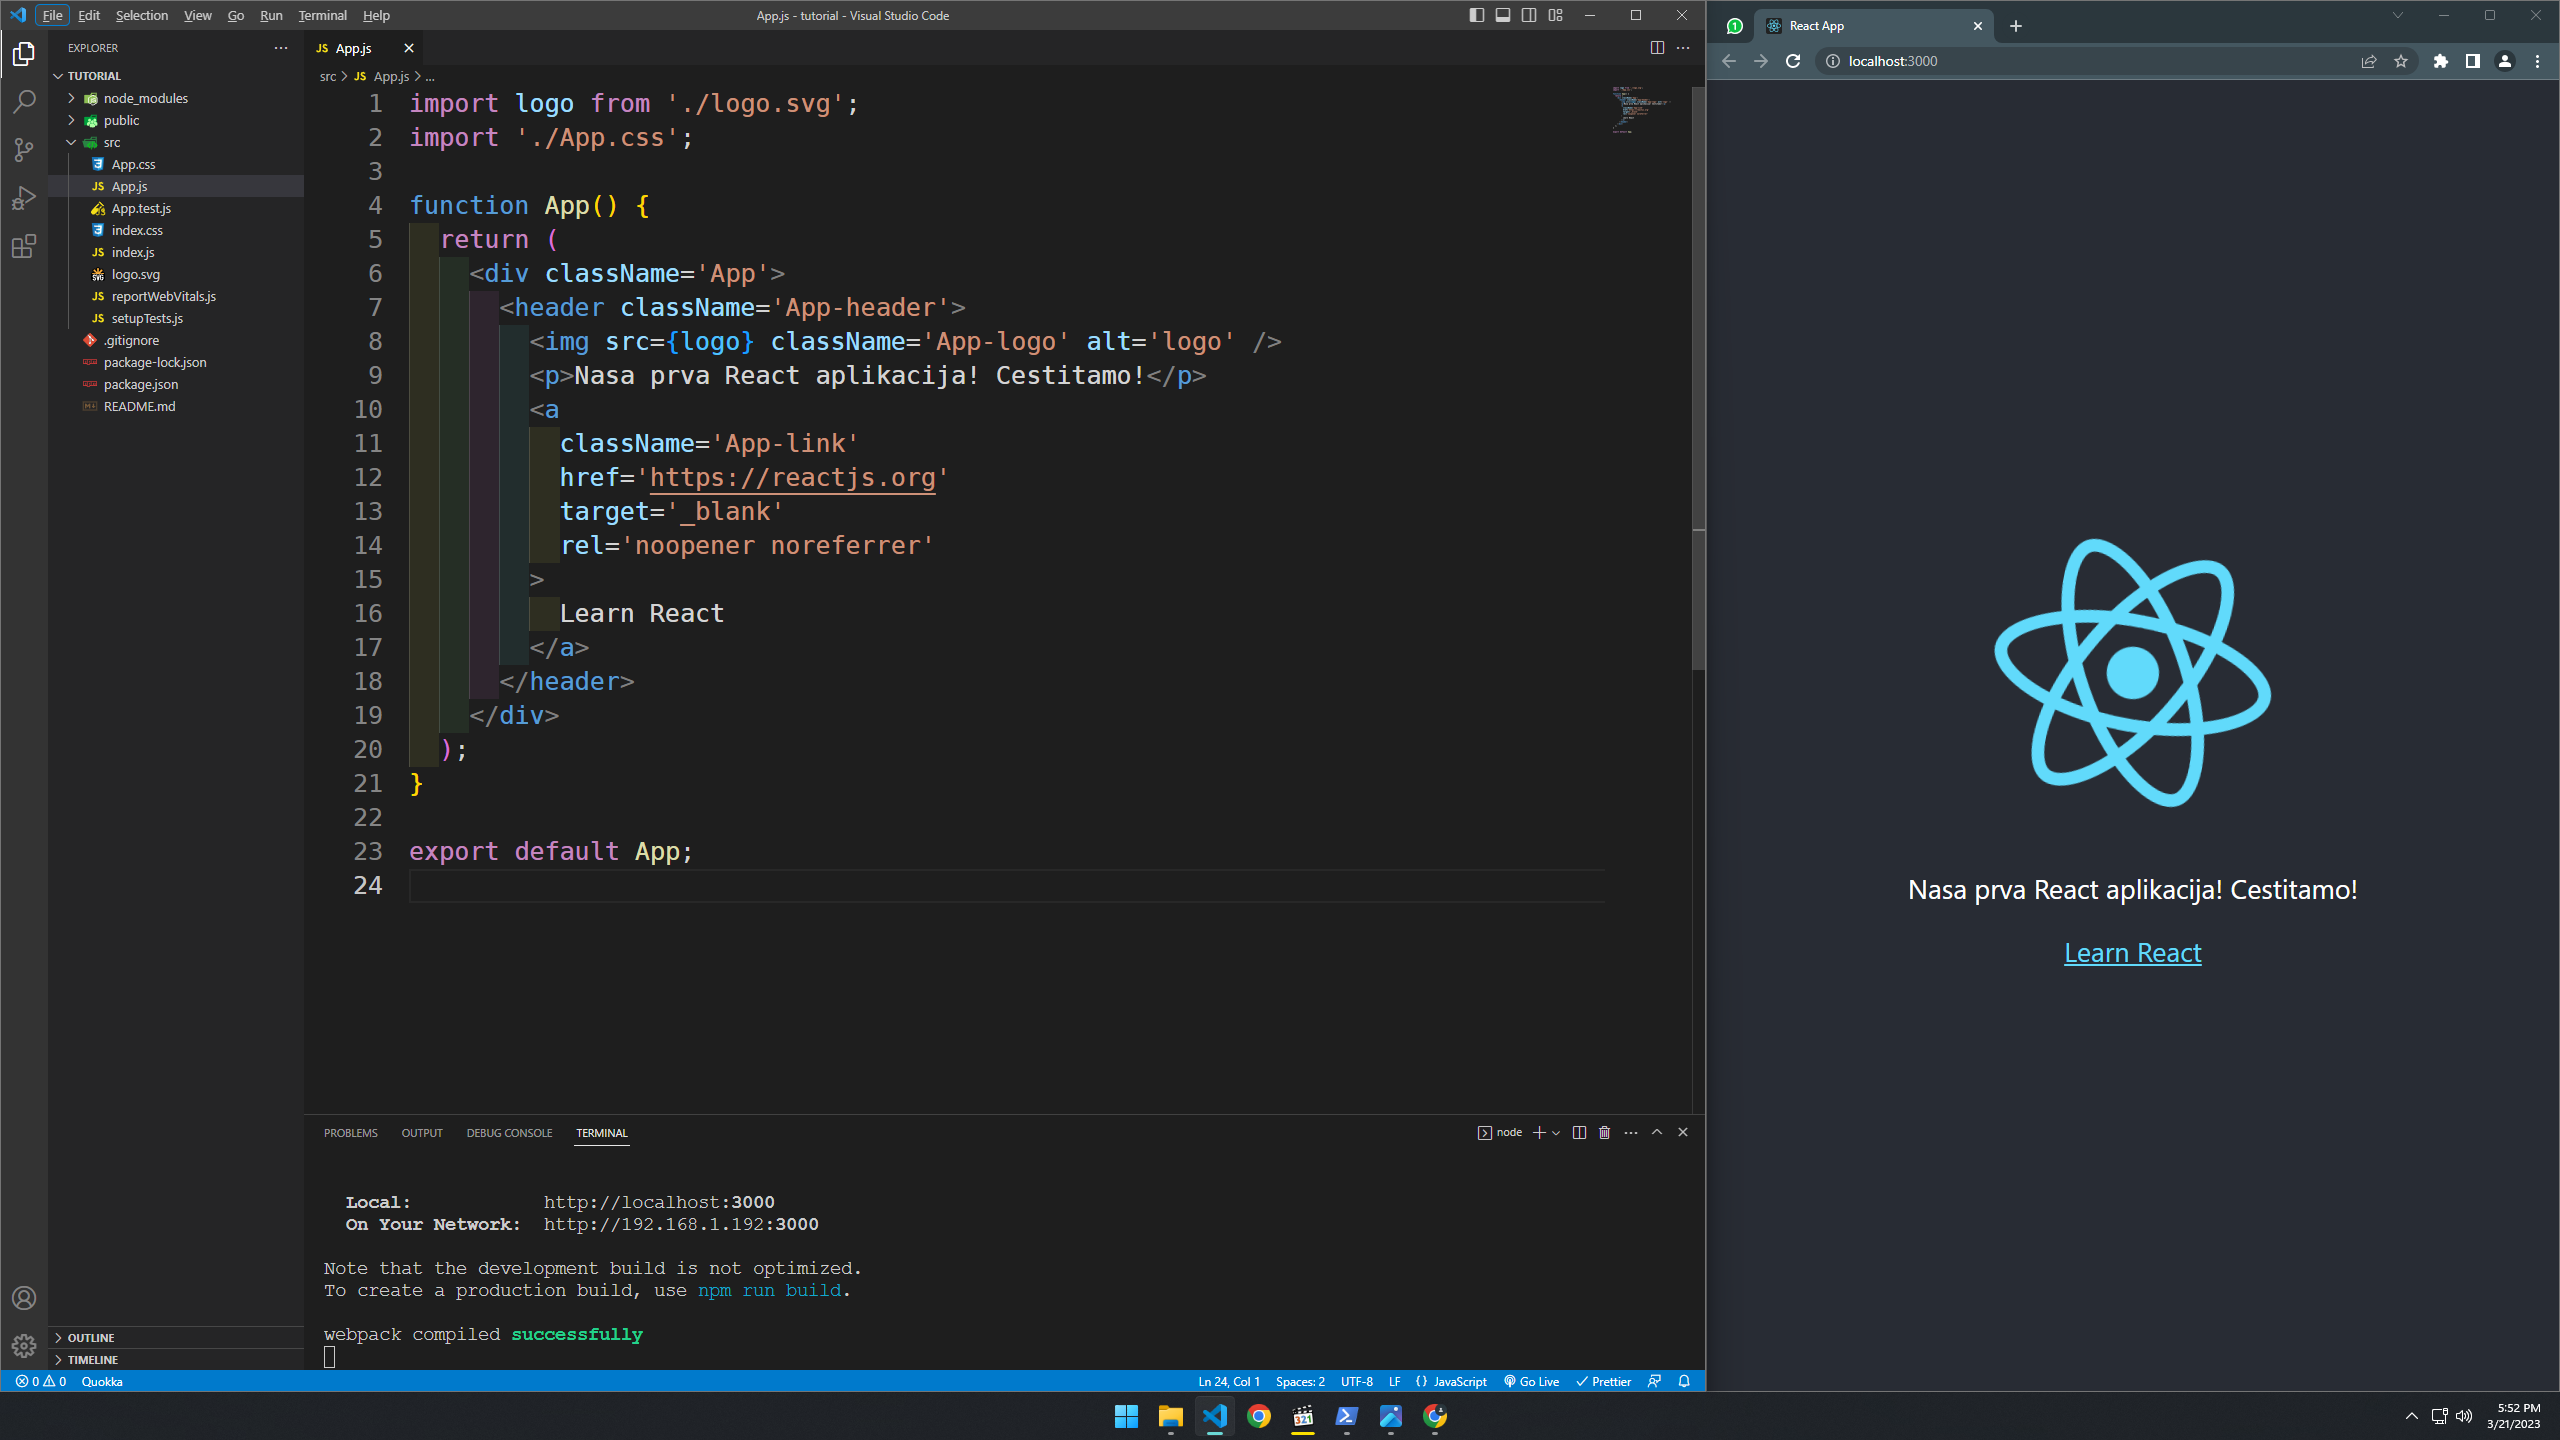 File Edit Selection View Go Run Terminal Help
App.js - tutorial - Visual Studio Code
EXPLORER
TUTORIAL
node_modules
public
src
App.css
App.js
App.test.js
index.css
index.js
logo.svg
reportWebVitals.js
setupTests.js
.gitignore
package-lock.json
package.json
README.md
OUTLINE
TIMELINE
JS App.js
src > JS App.js > ...
1 import logo from './logo.svg';
2 import './App.css';
3
4 function App() {
5 return (
6 <div className='App'>
7 <header className='App-header'>
8 <img src={logo} className='App-logo' alt='logo' />
9 <p>Nasa prva React aplikacija! Cestitamo!</p>
10 <a
11 className='App-link'
12 href='https://reactjs.org'
13 target='_blank'
14 rel='noopener noreferrer'
15 >
16 Learn React
17 </a>
18 </header>
19 </div>
20 );
21 }
22
23 export default App;
24
PROBLEMS OUTPUT DEBUG CONSOLE TERMINAL
node
Local: http://localhost:3000
On Your Network: http://192.168.1.192:3000
Note that the development build is not optimized.
To create a production build, use npm run build.
webpack compiled successfully
0 0 Quokka
Ln 24, Col 1 Spaces: 2 UTF-8 LF {} JavaScript Go Live Prettier
1
React App
localhost:3000
Nasa prva React aplikacija! Cestitamo!
Learn React
321
5:52 PM
3/21/2023